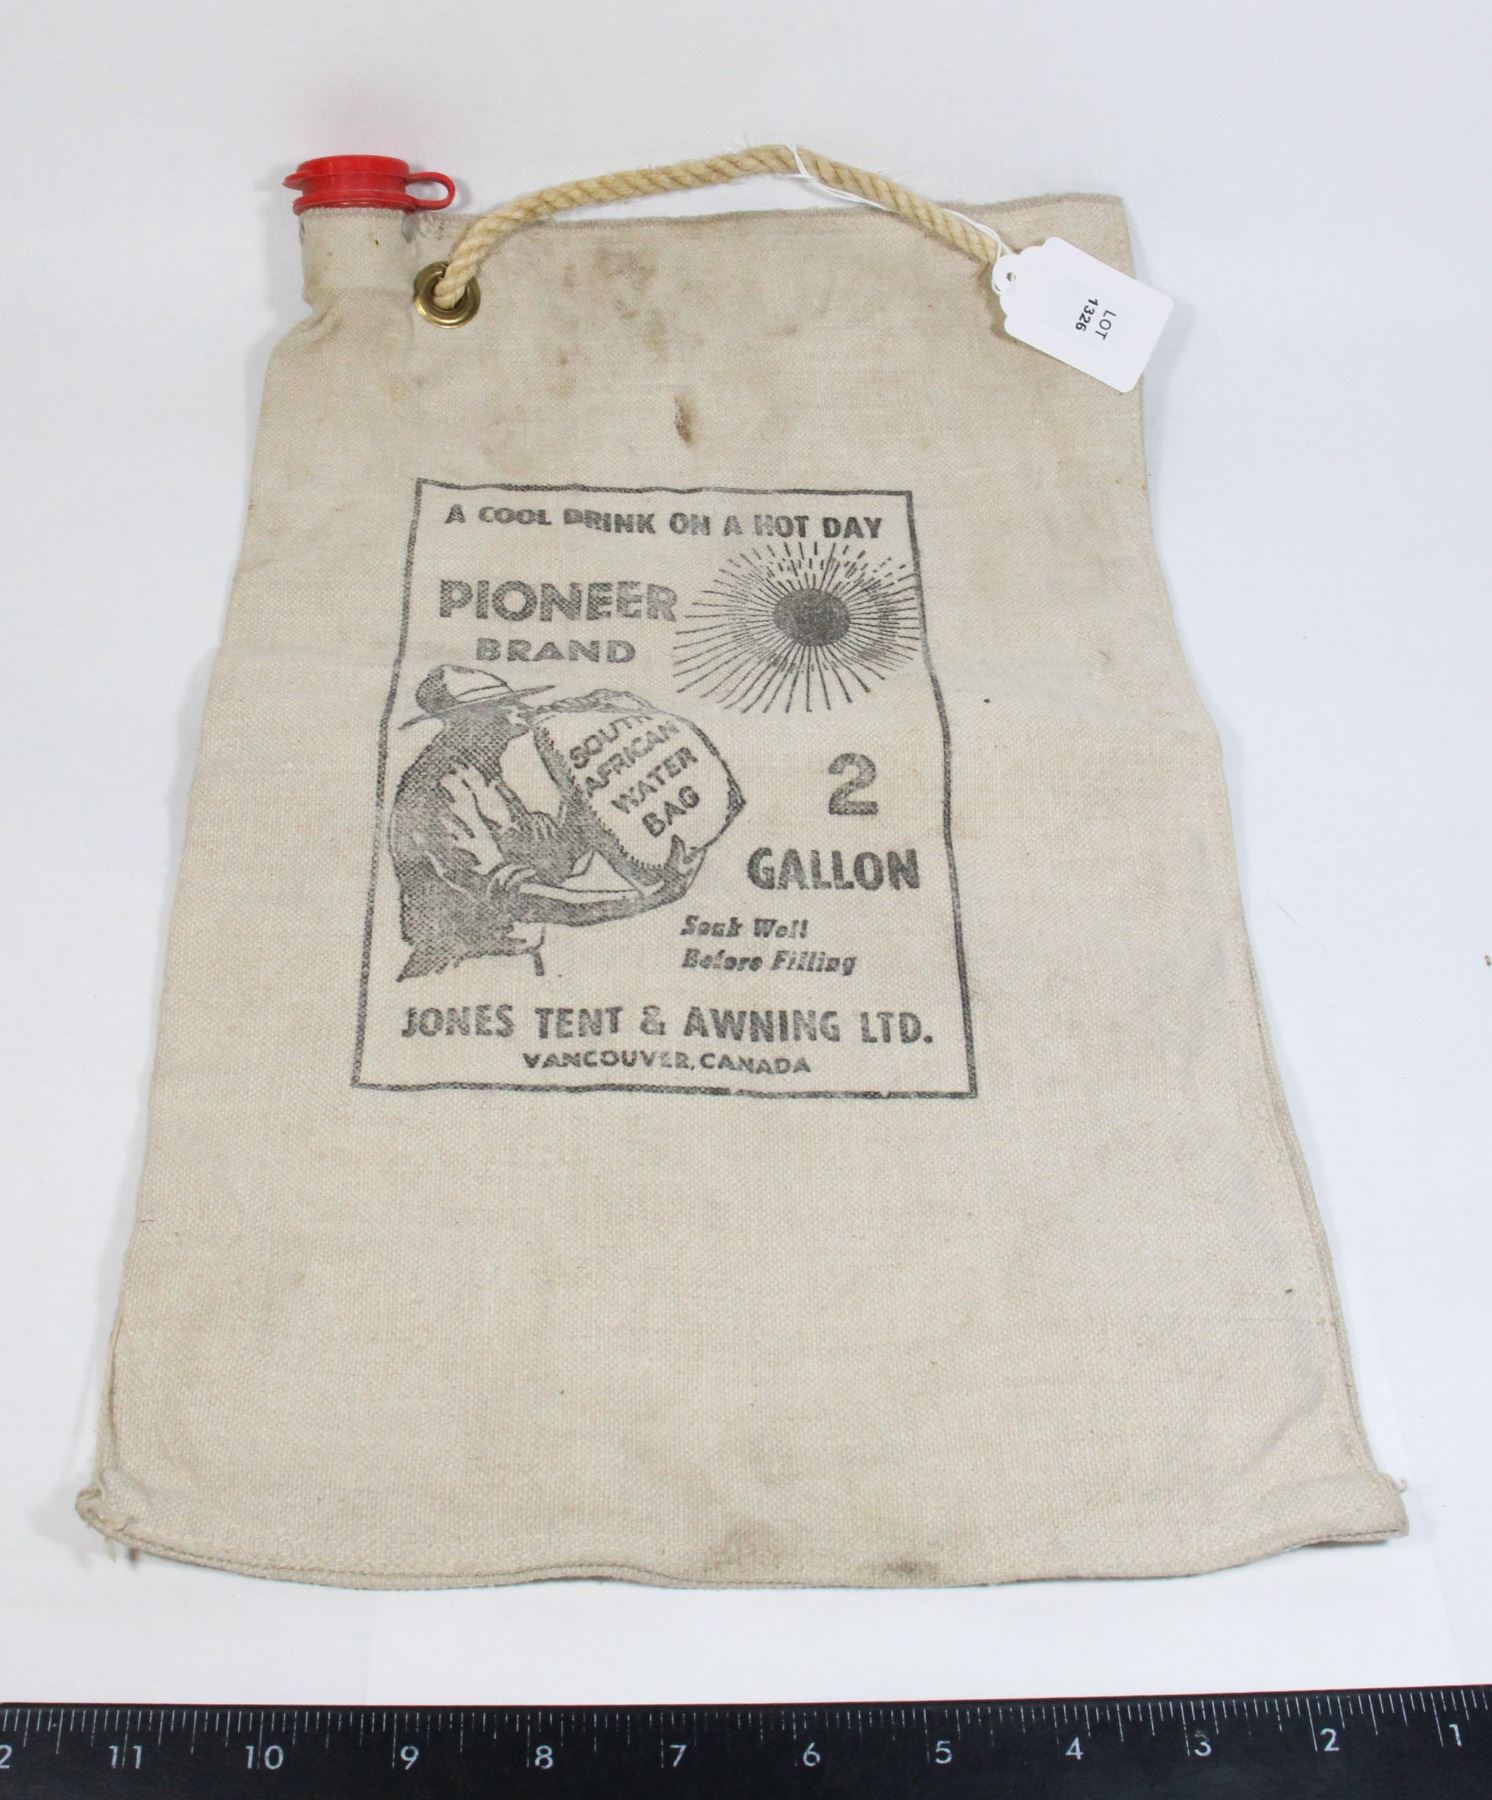 LOT
1326
A COOL DRINK ON A HOT DAY
PIONEER
BRAND
SOUTH
AFRICAN
WATER
BAG
2
GALLON
Soak Well
Before Filling
JONES TENT & AWNING LTD.
VANCOUVER, CANADA
2 11 10 9 8 7 6 5 4 3 2 1